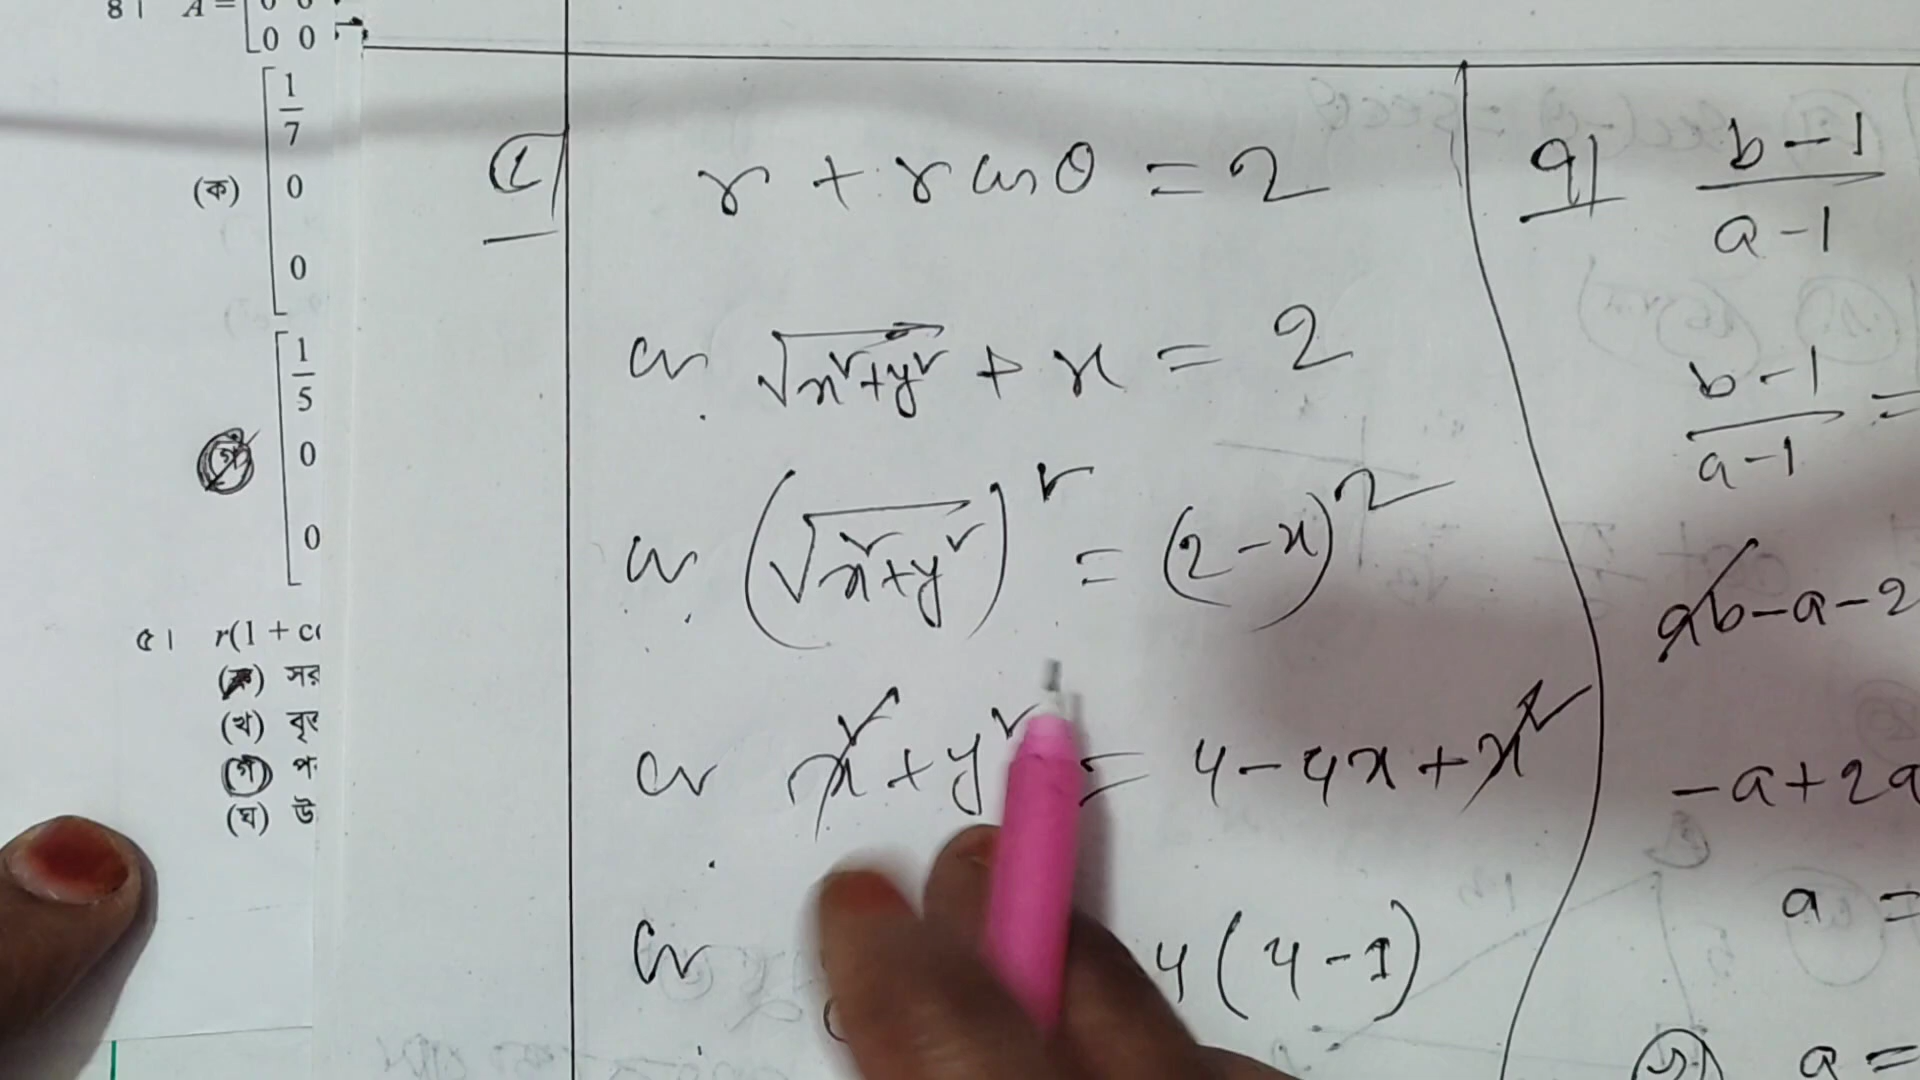 ৪। A =
0 0
0 0
(ক)
1/7
0
0
(গ)
1/5
0
0
৫। r(1 + co
(ক) সর
(খ) বৃত্ত
(গ) প
(ঘ) উ
r + r cos θ = 2
or √(x² + y²) + x = 2
or (√(x² + y²))² = (2 - x)²
or x² + y² = 4 - 4x + x²
or 4 (4 - 1)
9| (b - 1)/(a - 1)
(b - 1)/(a - 1) =
ab - a - 2
- a + 2a
a =
a =